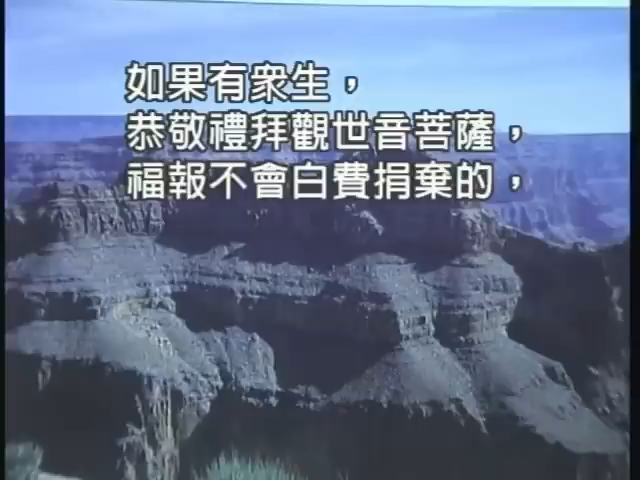 如果有眾生，
恭敬禮拜觀世音菩薩，
福報不會白費捐棄的，